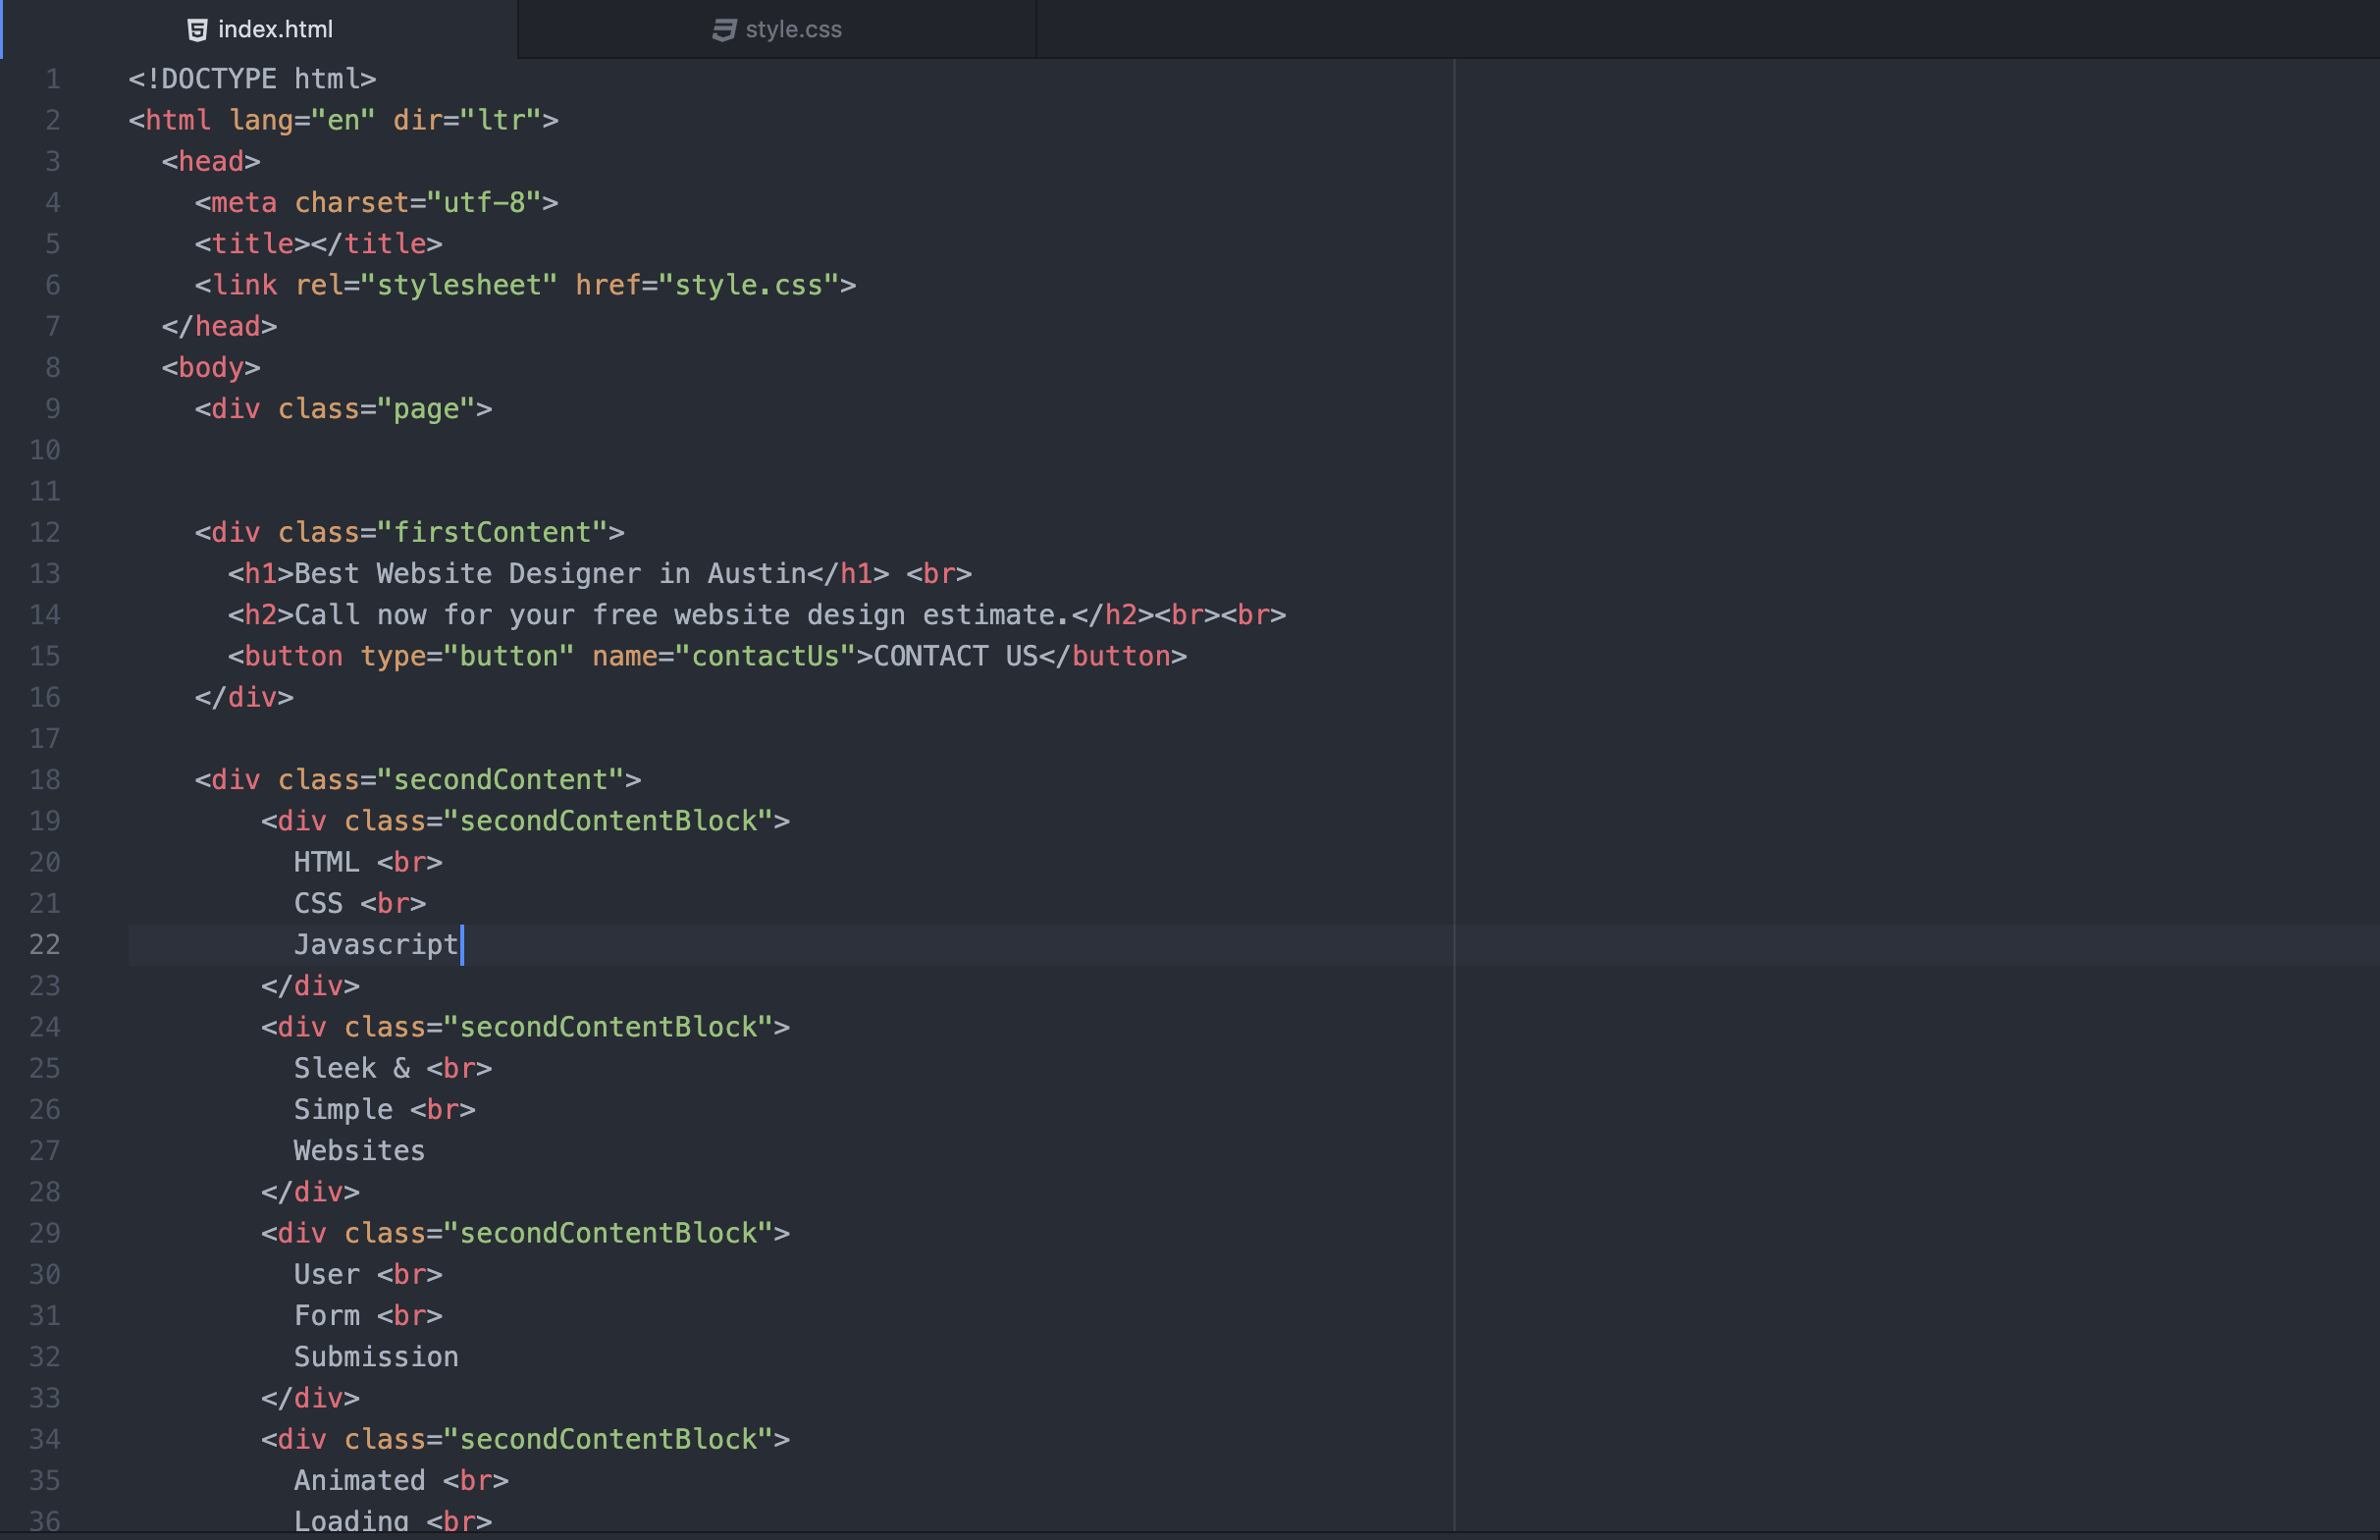 index.html
style.css
1 <!DOCTYPE html>
2 <html lang="en" dir="ltr">
3   <head>
4     <meta charset="utf-8">
5     <title></title>
6     <link rel="stylesheet" href="style.css">
7   </head>
8   <body>
9     <div class="page">
10
11
12     <div class="firstContent">
13       <h1>Best Website Designer in Austin</h1> <br>
14       <h2>Call now for your free website design estimate.</h2><br><br>
15       <button type="button" name="contactUs">CONTACT US</button>
16     </div>
17
18     <div class="secondContent">
19         <div class="secondContentBlock">
20           HTML <br>
21           CSS <br>
22           Javascript
23         </div>
24         <div class="secondContentBlock">
25           Sleek & <br>
26           Simple <br>
27           Websites
28         </div>
29         <div class="secondContentBlock">
30           User <br>
31           Form <br>
32           Submission
33         </div>
34         <div class="secondContentBlock">
35           Animated <br>
36           Loading <br>